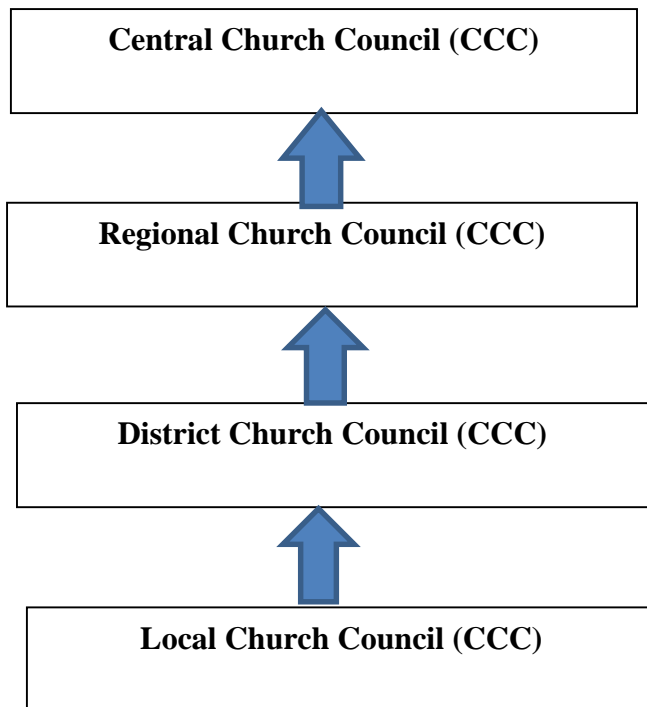 Central Church Council (CCC)
Regional Church Council (CCC)
District Church Council (CCC)
Local Church Council (CCC)